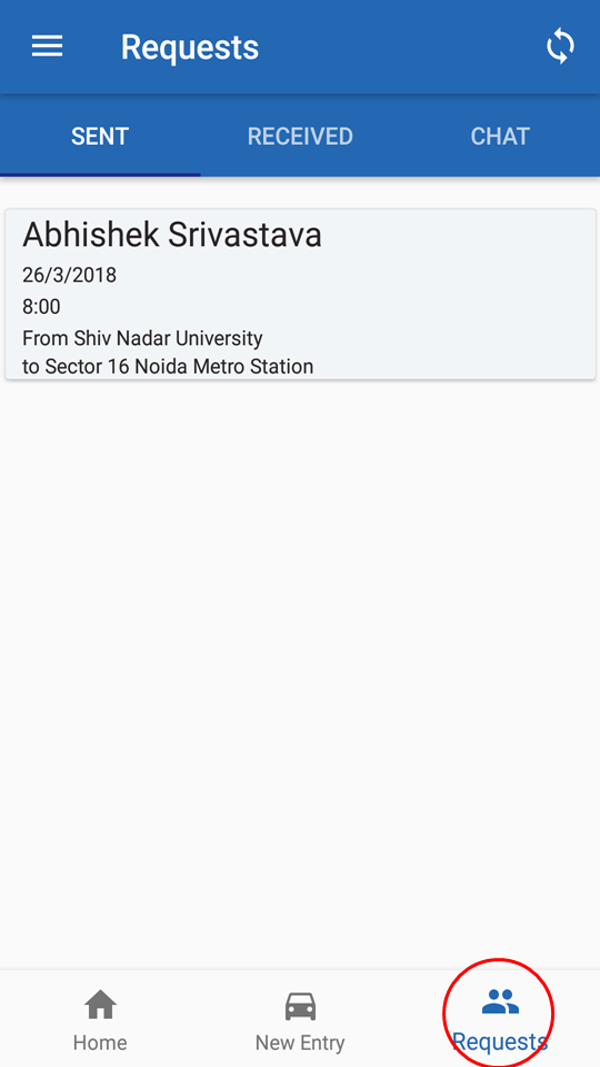 Requests
SENT RECEIVED CHAT
Abhishek Srivastava
26/3/2018
8:00
From Shiv Nadar University
to Sector 16 Noida Metro Station
Home New Entry Requests